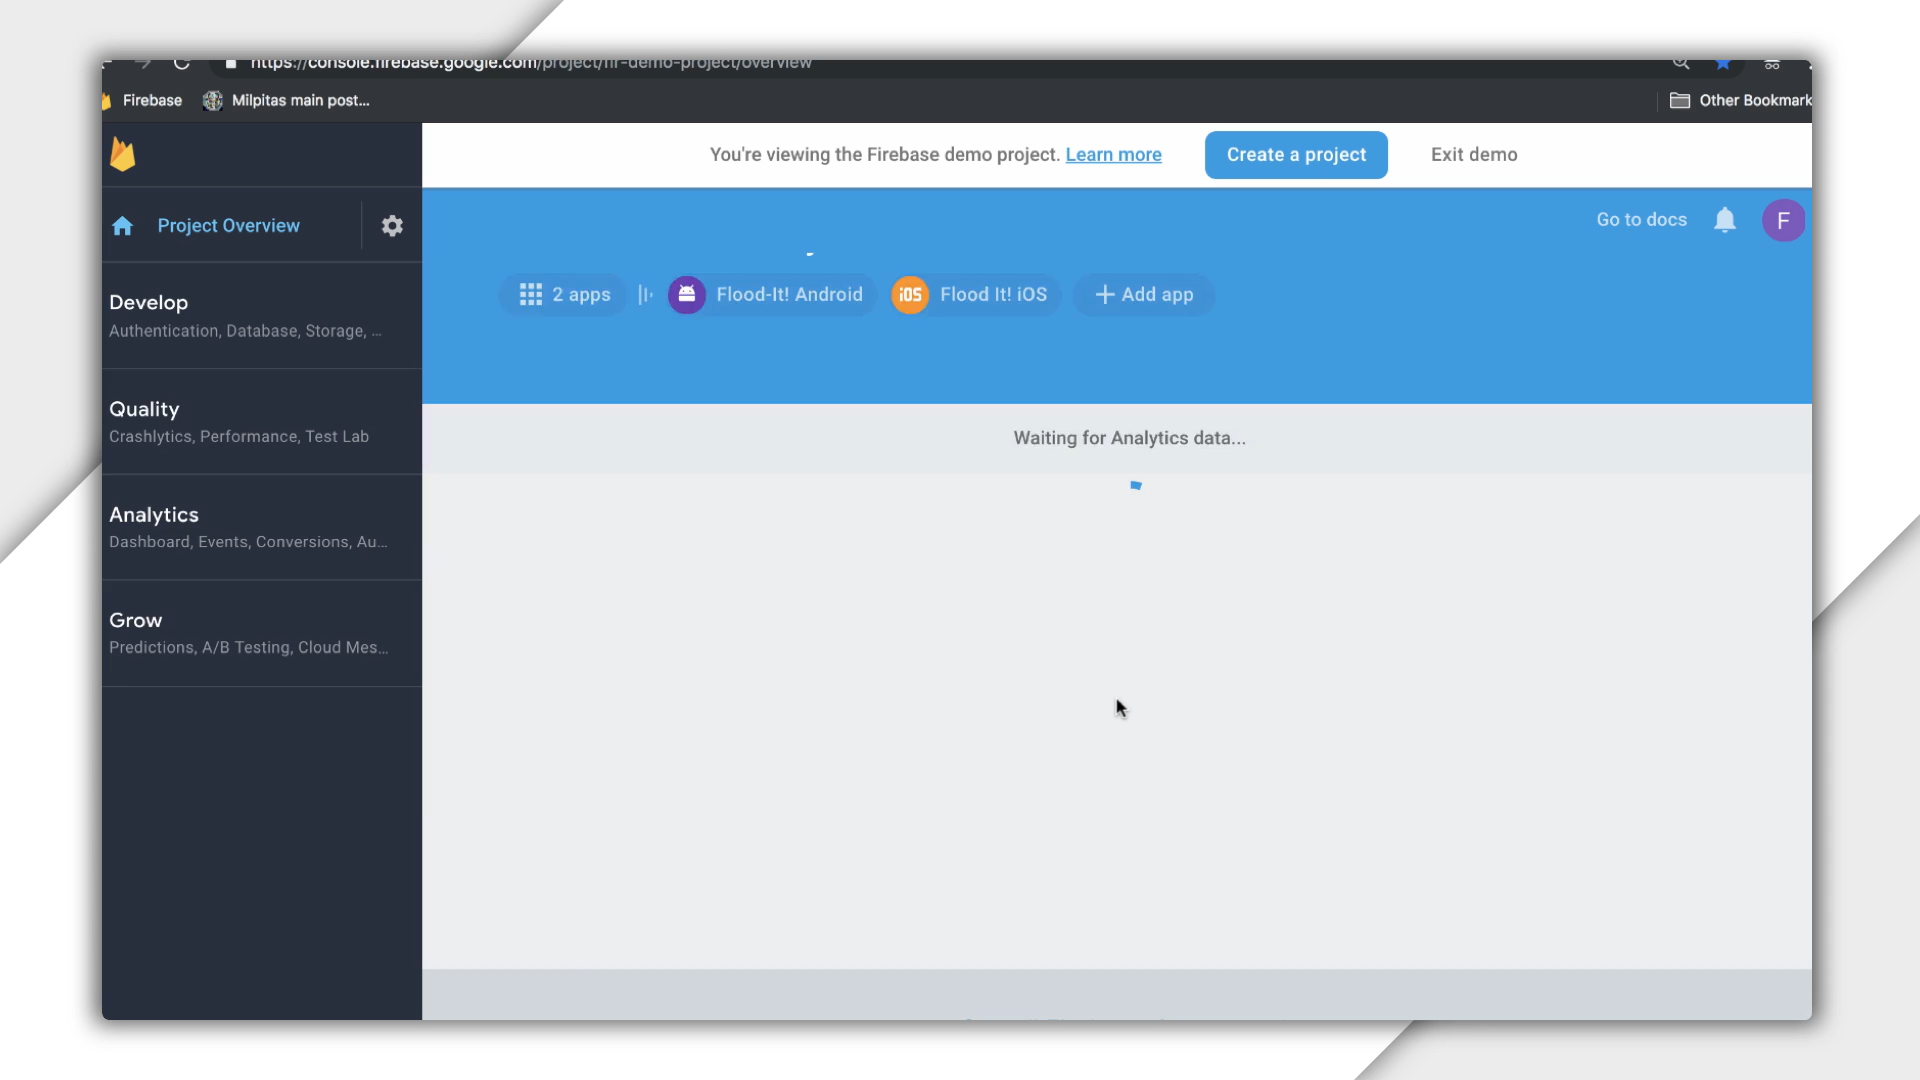 https://console.firebase.google.com/project/fir-demo-project/overview
Firebase Milpitas main post... Other Bookmark
You're viewing the Firebase demo project. Learn more Create a project Exit demo
Project Overview
Go to docs F
2 apps Flood-It! Android iOS Flood It! iOS + Add app
Develop
Authentication, Database, Storage, ...
Quality
Crashlytics, Performance, Test Lab
Waiting for Analytics data...
Analytics
Dashboard, Events, Conversions, Au...
Grow
Predictions, A/B Testing, Cloud Mes...